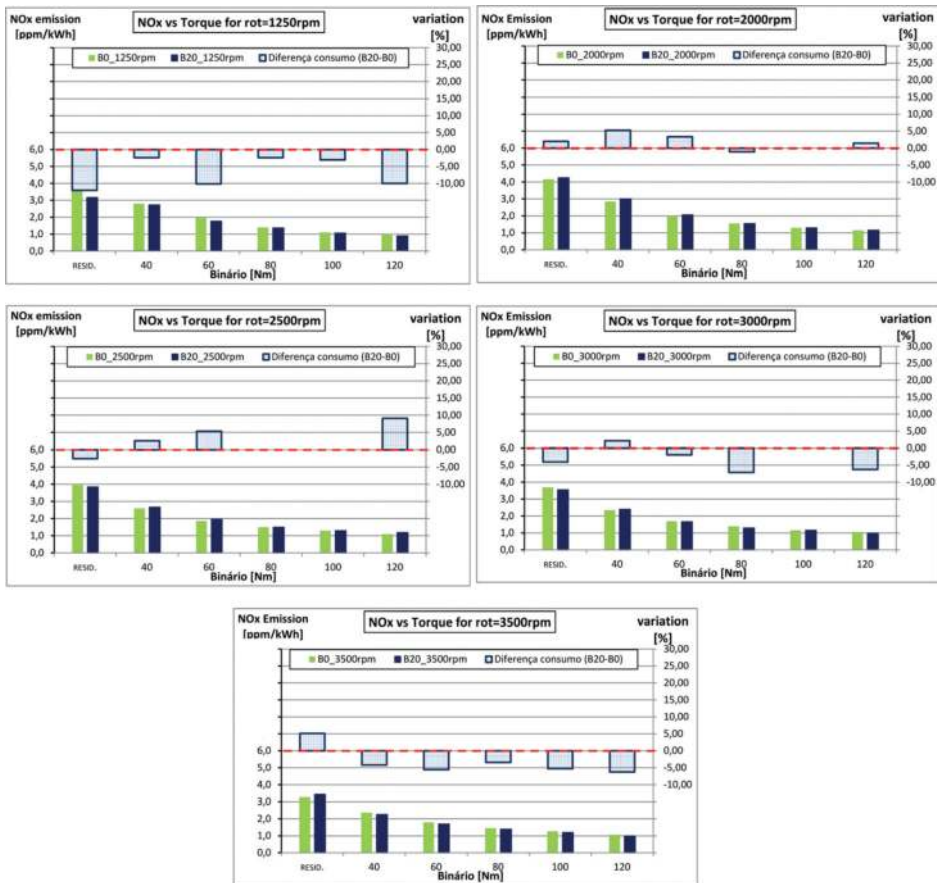 NOx Emission
[ppm/kWh]
NOx vs Torque for rot=1250rpm
variation
[%]
B0_1250rpm B20_1250rpm Diferença consumo (B20-B0)
30,00
25,00
20,00
15,00
10,00
5,00
0,00
-5,00
-10,00
6,0
5,0
4,0
3,0
2,0
1,0
0,0
RESID. 40 60 80 100 120
Binário [Nm]
NOx Emission
[ppm/kWh]
NOx vs Torque for rot=2000rpm
variation
[%]
B0_2000rpm B20_2000rpm Diferença consumo (B20-B0)
30,00
25,00
20,00
15,00
10,00
5,00
0,00
-5,00
-10,00
6,0
5,0
4,0
3,0
2,0
1,0
0,0
RESID. 40 60 80 100 120
Binário [Nm]
NOx emission
[ppm/kWh]
NOx vs Torque for rot=2500rpm
variation
[%]
B0_2500rpm B20_2500rpm Diferença consumo (B20-B0)
30,00
25,00
20,00
15,00
10,00
5,00
0,00
-5,00
-10,00
6,0
5,0
4,0
3,0
2,0
1,0
0,0
RESID. 40 60 80 100 120
Binário [Nm]
NOx Emission
[ppm/kWh]
NOx vs Torque for rot=3000rpm
variation
[%]
B0_3000rpm B20_3000rpm Diferença consumo (B20-B0)
30,00
25,00
20,00
15,00
10,00
5,00
0,00
-5,00
-10,00
6,0
5,0
4,0
3,0
2,0
1,0
0,0
RESID. 40 60 80 100 120
Binário [Nm]
NOx Emission
[ppm/kWh]
NOx vs Torque for rot=3500rpm
variation
[%]
B0_3500rpm B20_3500rpm Diferença consumo (B20-B0)
30,00
25,00
20,00
15,00
10,00
5,00
0,00
-5,00
-10,00
6,0
5,0
4,0
3,0
2,0
1,0
0,0
RESID. 40 60 80 100 120
Binário [Nm]